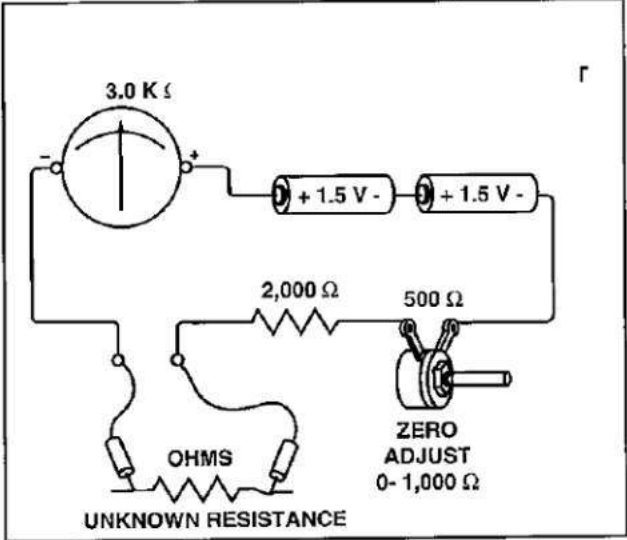 3.0 K
- +
+ 1.5 V - + 1.5 V -
2,000 Ω 500 Ω
ZERO
ADJUST
0- 1,000 Ω
OHMS
UNKNOWN RESISTANCE